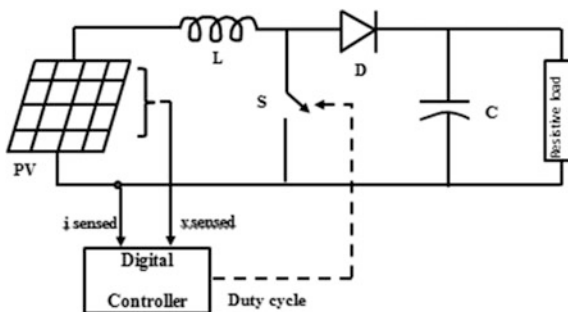 L
D
S
C
Resistive load
PV
i sensed
v sensed
Digital
Controller
Duty cycle